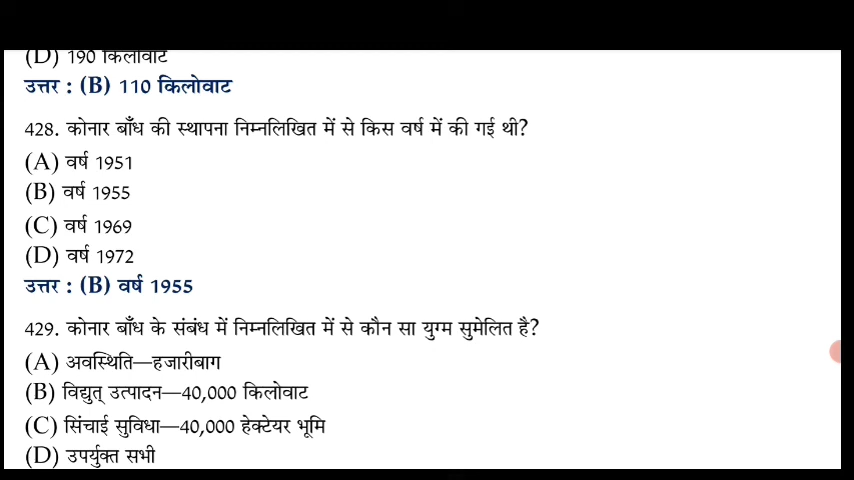 (D) 190 किलोवाट
उत्तर : (B) 110 किलोवाट
428. कोनार बाँध की स्थापना निम्नलिखित में से किस वर्ष में की गई थी?
(A) वर्ष 1951
(B) वर्ष 1955
(C) वर्ष 1969
(D) वर्ष 1972
उत्तर : (B) वर्ष 1955
429. कोनार बाँध के संबंध में निम्नलिखित में से कौन सा युग्म सुमेलित है?
(A) अवस्थिति—हजारीबाग
(B) विद्युत् उत्पादन—40,000 किलोवाट
(C) सिंचाई सुविधा—40,000 हेक्टेयर भूमि
(D) उपर्युक्त सभी